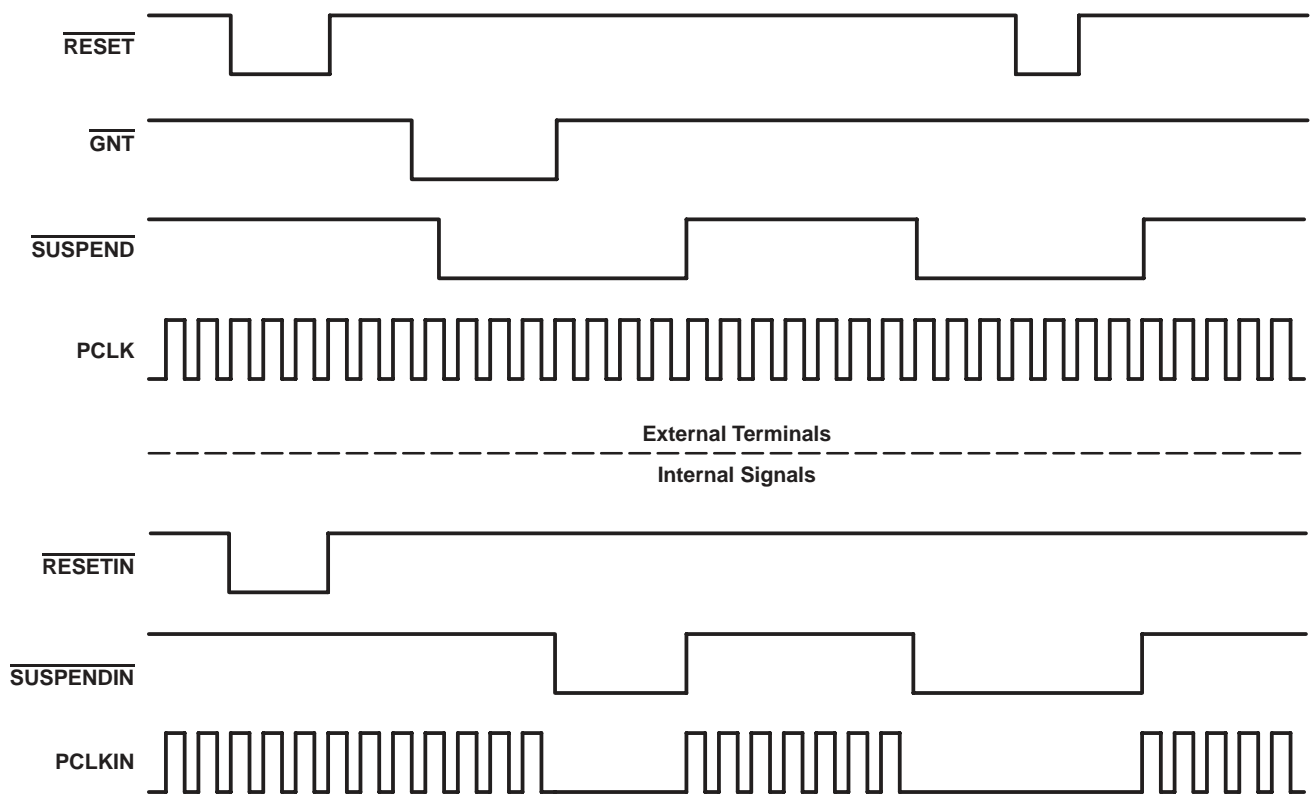 RESET
GNT
SUSPEND
PCLK
External Terminals
Internal Signals
RESETIN
SUSPENDIN
PCLKIN